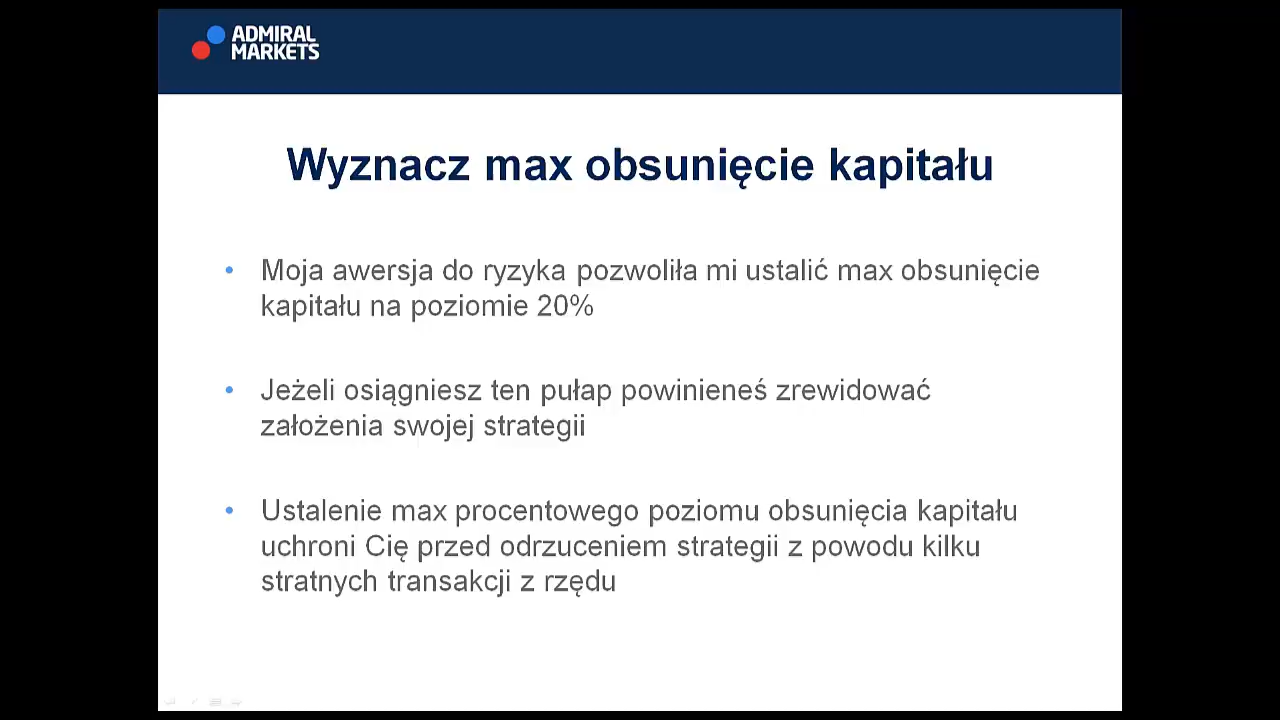 ADMIRAL
MARKETS
Wyznacz max obsunięcie kapitału
• Moja awersja do ryzyka pozwoliła mi ustalić max obsunięcie
kapitału na poziomie 20%
• Jeżeli osiągniesz ten pułap powinieneś zrewidować
założenia swojej strategii
• Ustalenie max procentowego poziomu obsunięcia kapitału
uchroni Cię przed odrzuceniem strategii z powodu kilku
stratnych transakcji z rzędu